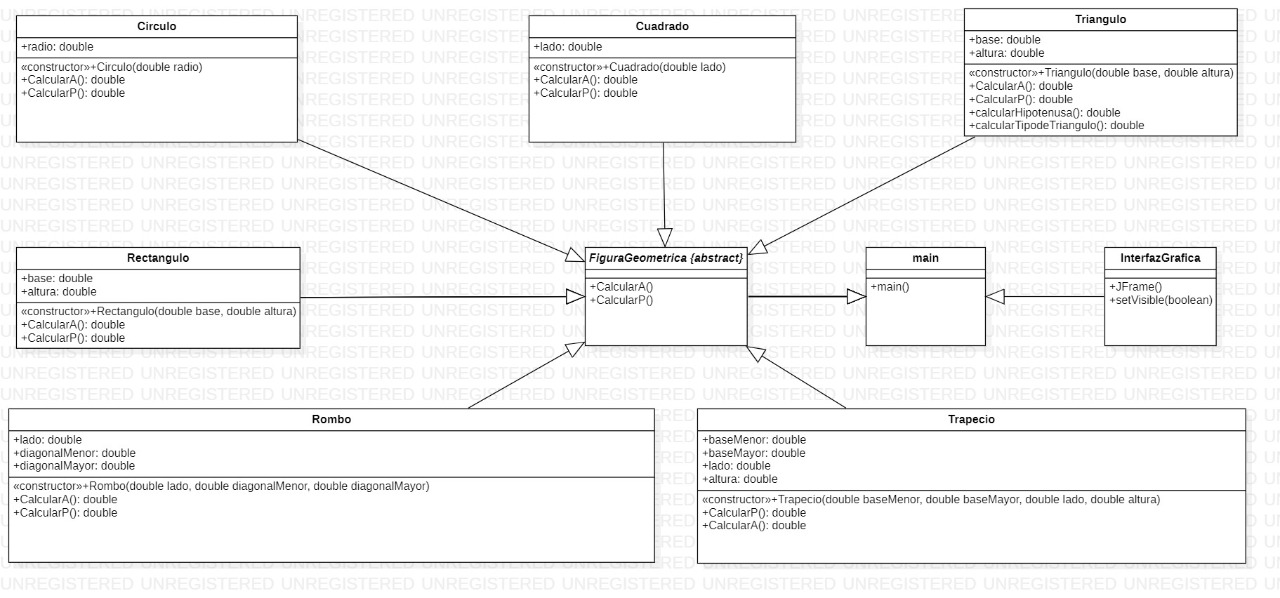 Circulo
+radio: double
«constructor»+Circulo(double radio)
+CalcularA(): double
+CalcularP(): double
Cuadrado
+lado: double
«constructor»+Cuadrado(double lado)
+CalcularA(): double
+CalcularP(): double
Triangulo
+base: double
+altura: double
«constructor»+Triangulo(double base, double altura)
+CalcularA(): double
+CalcularP(): double
+calcularHipotenusa(): double
+calcularTipodeTriangulo(): double
Rectangulo
+base: double
+altura: double
«constructor»+Rectangulo(double base, double altura)
+CalcularA(): double
+CalcularP(): double
FiguraGeometrica {abstract}
+CalcularA()
+CalcularP()
main
+main()
InterfazGrafica
+JFrame()
+setVisible(boolean)
Rombo
+lado: double
+diagonalMenor: double
+diagonalMayor: double
«constructor»+Rombo(double lado, double diagonalMenor, double diagonalMayor)
+CalcularA(): double
+CalcularP(): double
Trapecio
+baseMenor: double
+baseMayor: double
+lado: double
+altura: double
«constructor»+Trapecio(double baseMenor, double baseMayor, double lado, double altura)
+CalcularP(): double
+CalcularA(): double
UNREGISTERED